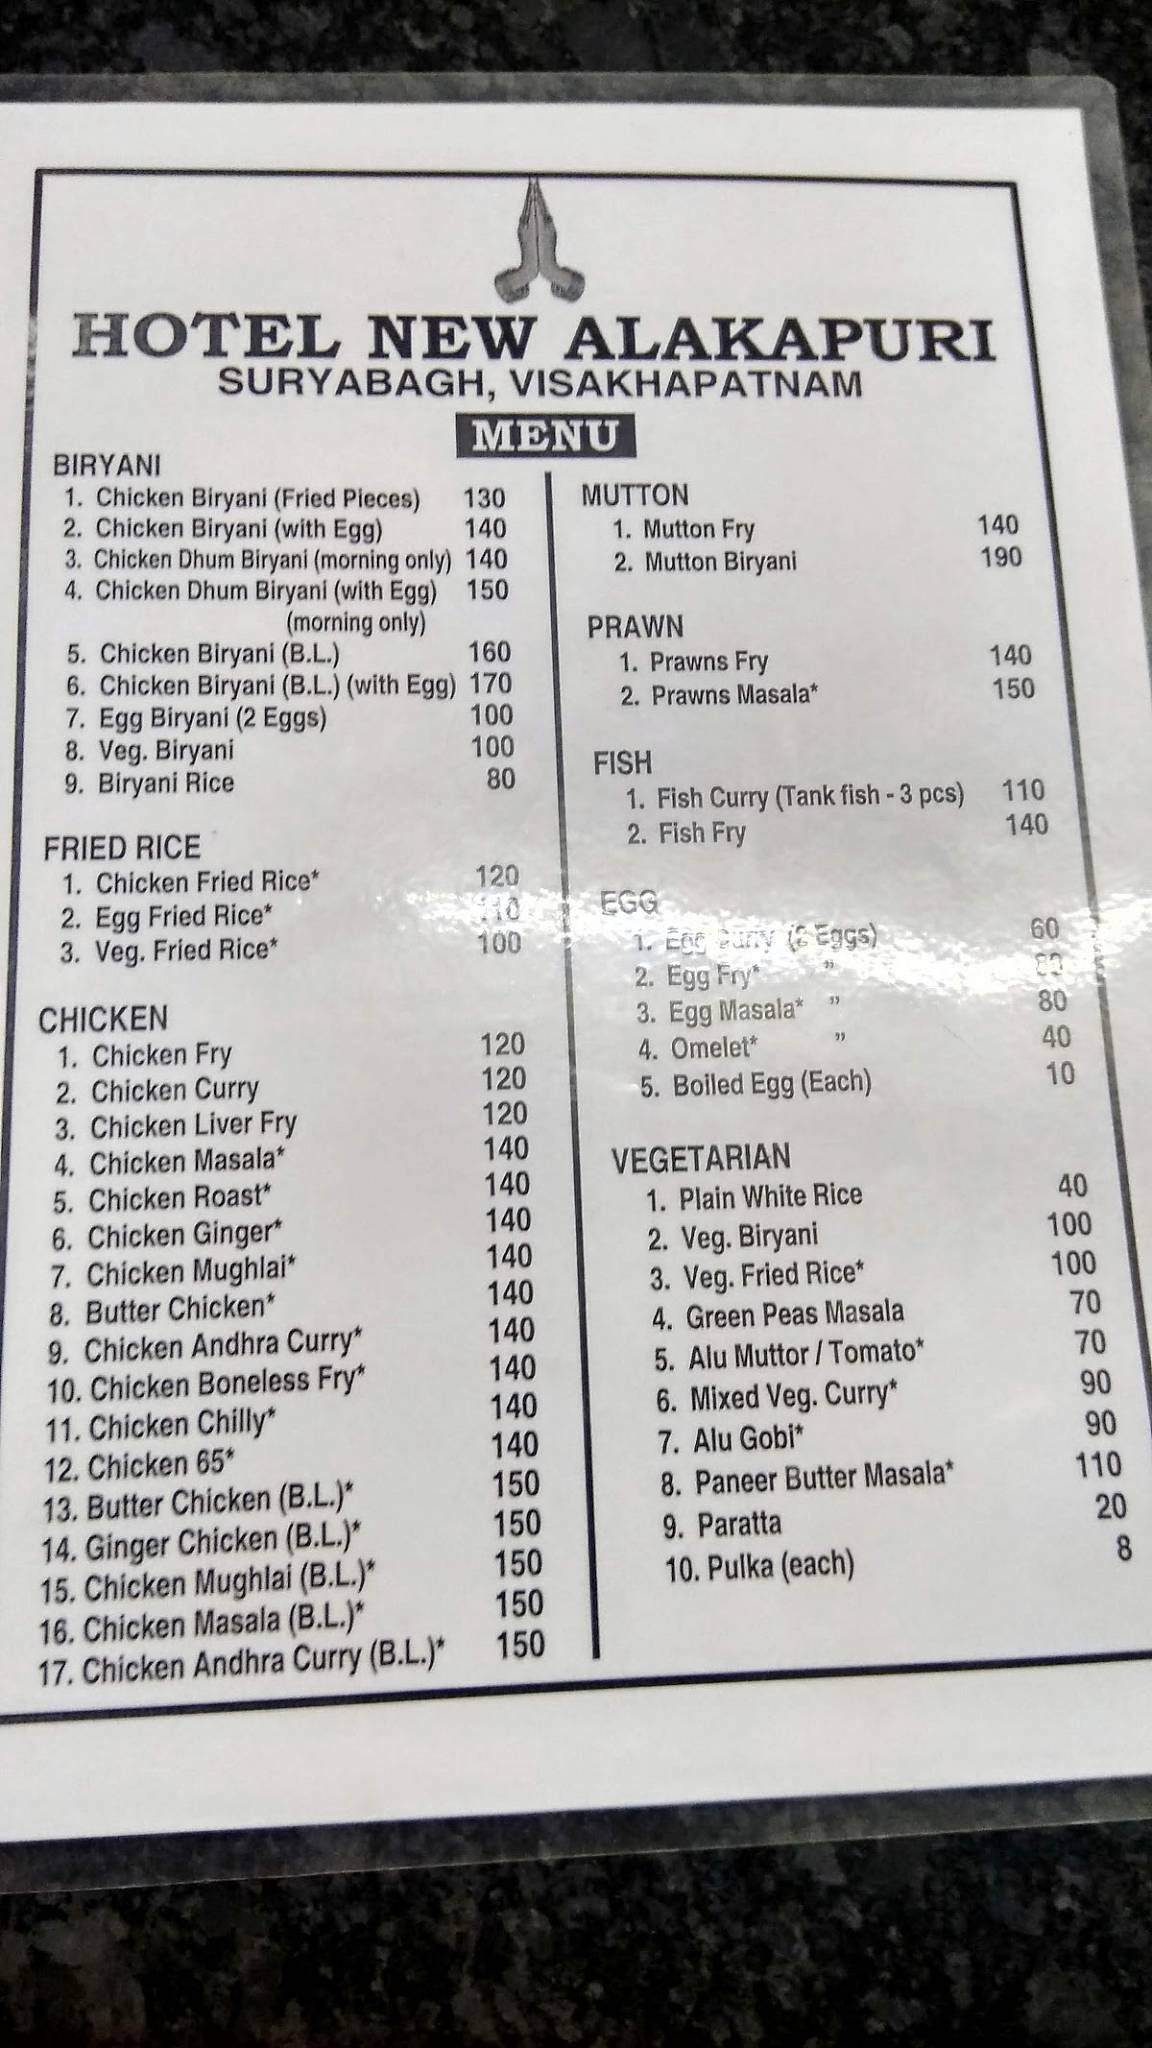 HOTEL NEW ALAKAPURI
SURYABAGH, VISAKHAPATNAM
MENU
BIRYANI
1. Chicken Biryani (Fried Pieces) 130
2. Chicken Biryani (with Egg) 140
3. Chicken Dhum Biryani (morning only) 140
4. Chicken Dhum Biryani (with Egg) 150
(morning only)
5. Chicken Biryani (B.L.) 160
6. Chicken Biryani (B.L.) (with Egg) 170
7. Egg Biryani (2 Eggs) 100
8. Veg. Biryani 100
9. Biryani Rice 80
FRIED RICE
1. Chicken Fried Rice* 120
2. Egg Fried Rice* 110
3. Veg. Fried Rice* 100
CHICKEN
1. Chicken Fry 120
2. Chicken Curry 120
3. Chicken Liver Fry 120
4. Chicken Masala* 140
5. Chicken Roast* 140
6. Chicken Ginger* 140
7. Chicken Mughlai* 140
8. Butter Chicken* 140
9. Chicken Andhra Curry* 140
10. Chicken Boneless Fry* 140
11. Chicken Chilly* 140
12. Chicken 65* 140
13. Butter Chicken (B.L.)* 150
14. Ginger Chicken (B.L.)* 150
15. Chicken Mughlai (B.L.)* 150
16. Chicken Masala (B.L.)* 150
17. Chicken Andhra Curry (B.L.)* 150
MUTTON
1. Mutton Fry 140
2. Mutton Biryani 190
PRAWN
1. Prawns Fry 140
2. Prawns Masala* 150
FISH
1. Fish Curry (Tank fish - 3 pcs) 110
2. Fish Fry 140
EGG
1. Egg Curry (2 Eggs) 60
2. Egg Fry* "
3. Egg Masala* " 80
4. Omelet* " 40
5. Boiled Egg (Each) 10
VEGETARIAN
1. Plain White Rice 40
2. Veg. Biryani 100
3. Veg. Fried Rice* 100
4. Green Peas Masala 70
5. Alu Muttor / Tomato* 70
6. Mixed Veg. Curry* 90
7. Alu Gobi* 90
8. Paneer Butter Masala* 110
9. Paratta 20
10. Pulka (each) 8